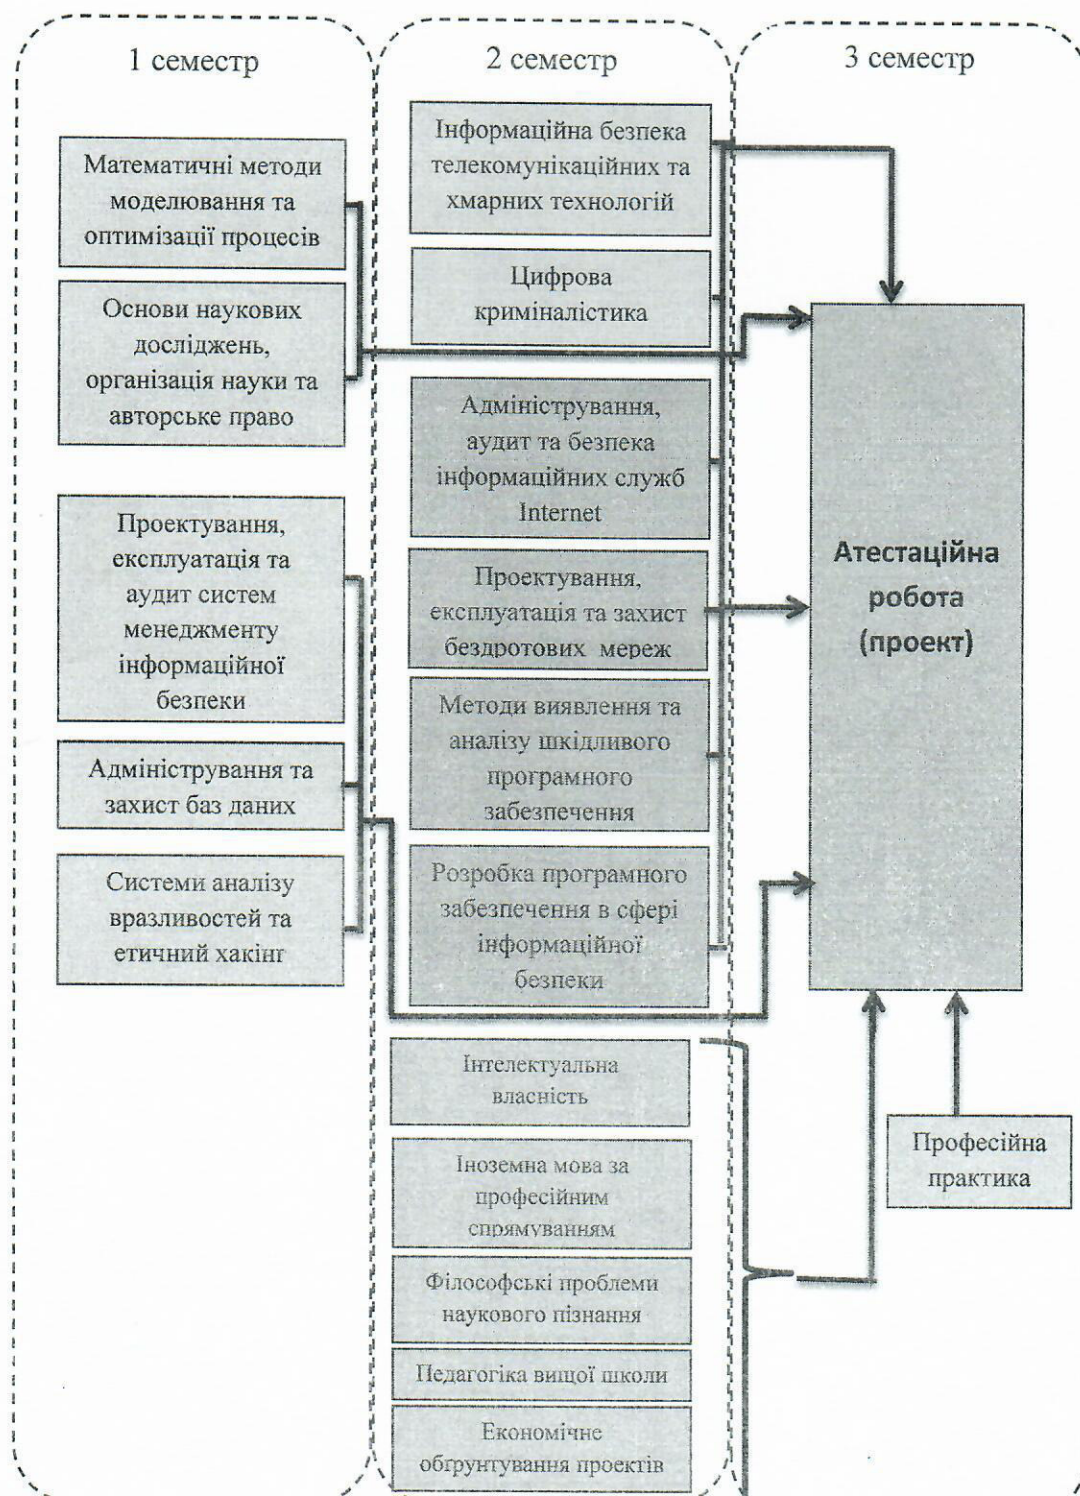 1 семестр
Математичні методи
моделювання та
оптимізації процесів
Основи наукових
досліджень,
організація науки та
авторське право
Проектування,
експлуатація та
аудит систем
менеджменту
інформаційної
безпеки
Адміністрування та
захист баз даних
Системи аналізу
вразливостей та
етичний хакінг
2 семестр
Інформаційна безпека
телекомунікаційних та
хмарних технологій
Цифрова
криміналістика
Адміністрування,
аудит та безпека
інформаційних служб
Internet
Проектування,
експлуатація та захист
бездротових мереж
Методи виявлення та
аналізу шкідливого
програмного
забезпечення
Розробка програмного
забезпечення в сфері
інформаційної
безпеки
Інтелектуальна
власність
Іноземна мова за
професійним
спрямуванням
Філософські проблеми
наукового пізнання
Педагогіка вищої школи
Економічне
обґрунтування проектів
3 семестр
Атестаційна
робота
(проект)
Професійна
практика